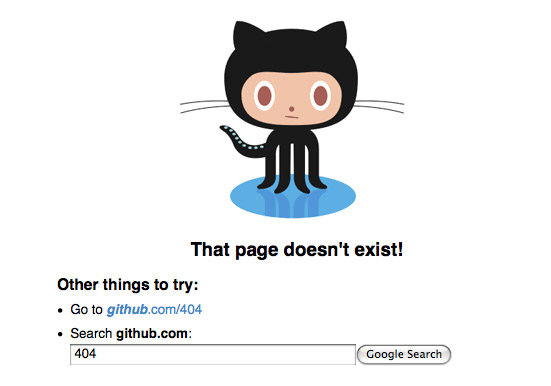 That page doesn't exist!
Other things to try:
• Go to github.com/404
• Search github.com:
404 Google Search